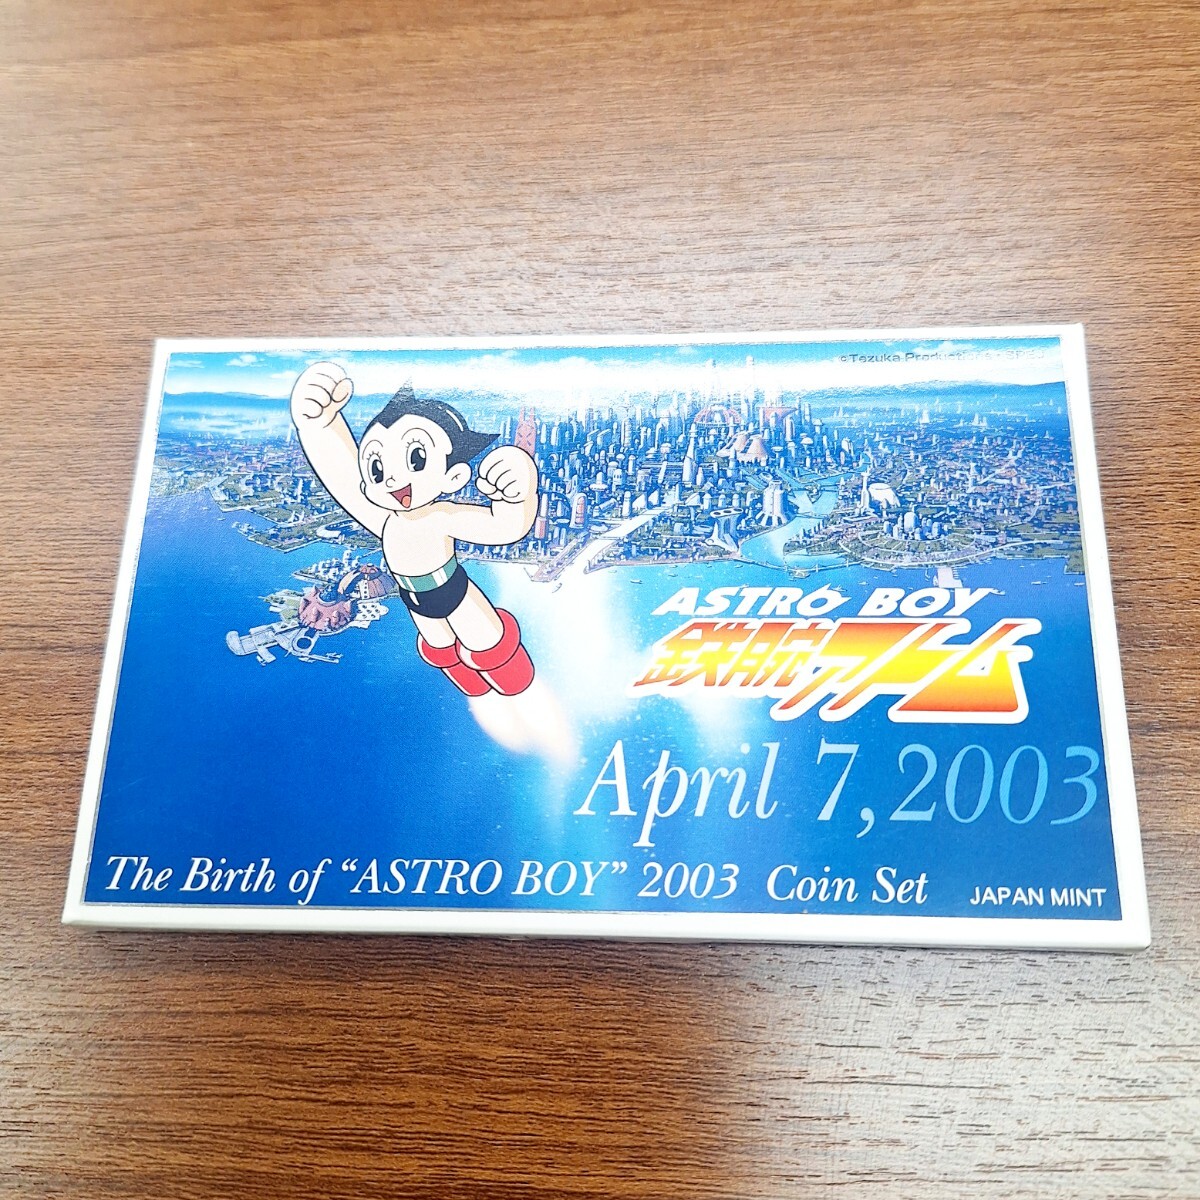 ©Tezuka Productions・SPEJ
ASTRO BOY
鉄腕アトム
April 7, 2003
The Birth of “ASTRO BOY” 2003 Coin Set
JAPAN MINT